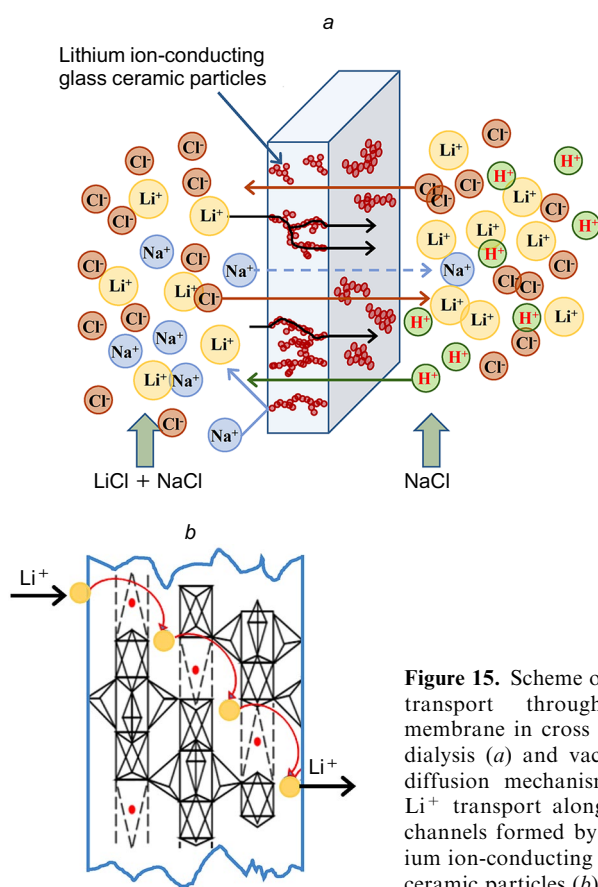 a
Lithium ion-conducting
glass ceramic particles
Cl-
Cl-
Cl-
Cl-
Li+
Cl-
Li+
Na+
Cl-
Cl-
Na+
Li+
Li+
Cl-
Cl-
Cl-
Na+
Na+
Li+
Li+
Na+
Cl-
Cl-
Na+
Cl-
Li+
H+
H+
Cl-
Cl-
Li+
Cl-
H+
Li+
Li+
Li+
H+
Cl-
Na+
Cl-
Cl-
Li+
Li+
H+
H+
Li+
Cl-
H+
Cl-
H+
LiCl + NaCl
NaCl
b
Li+
Li+
Figure 15. Scheme o
transport through
membrane in cross
dialysis (a) and vac
diffusion mechanism
Li+ transport along
channels formed by
ium ion-conducting
ceramic particles (b)